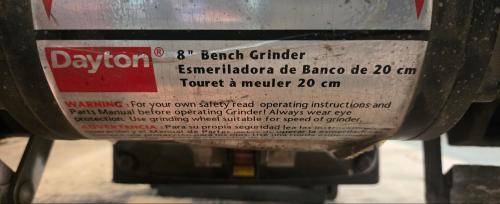 Dayton®
8" Bench Grinder
Esmeriladora de Banco de 20 cm
Touret à meuler 20 cm
WARNING : For your own safety read operating instructions and
Parts Manual before operating Grinder! Always wear eye
protection. Use grinding wheel suitable for speed of grinder.
ADVERTENCIA : Para su propia seguridad lea las